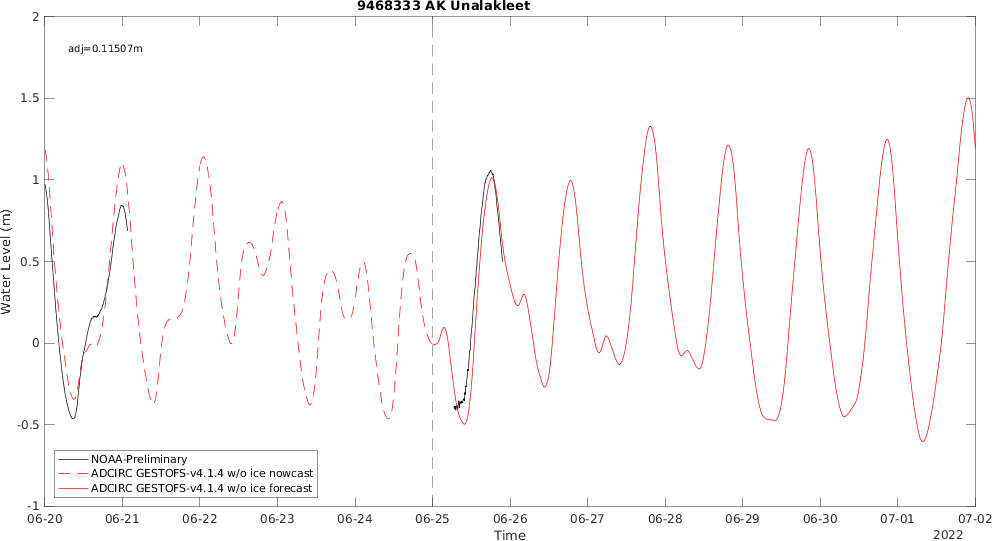 9468333 AK Unalakleet
adj=0.11507m
2
1.5
1
0.5
0
-0.5
-1
Water Level (m)
NOAA-Preliminary
ADCIRC GESTOFS-v4.1.4 w/o ice nowcast
ADCIRC GESTOFS-v4.1.4 w/o ice forecast
06-20 06-21 06-22 06-23 06-24 06-25 06-26 06-27 06-28 06-29 06-30 07-01 07-02
Time
2022